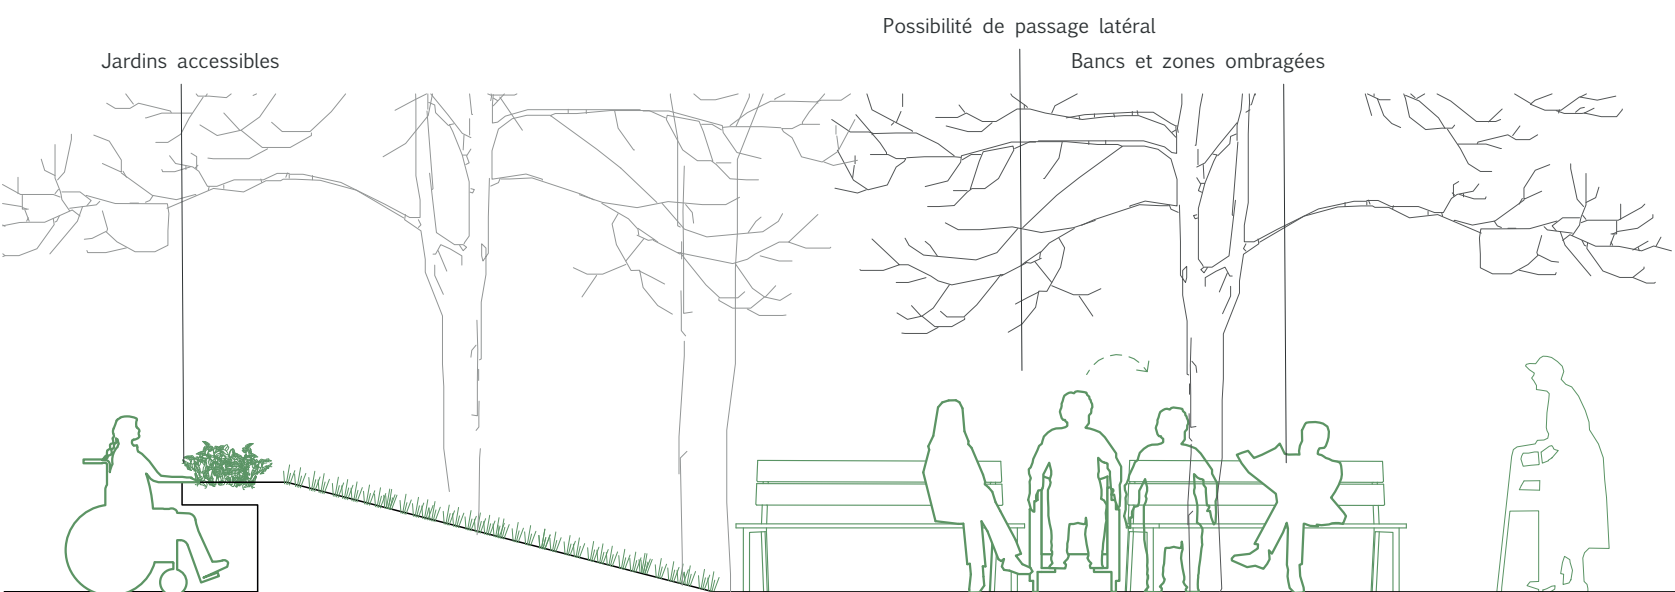 Possibilité de passage latéral
Jardins accessibles
Bancs et zones ombragées